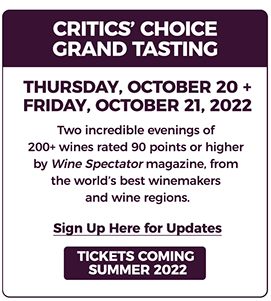 CRITICS' CHOICE
GRAND TASTING
THURSDAY, OCTOBER 20 +
FRIDAY, OCTOBER 21, 2022
Two incredible evenings of
200+ wines rated 90 points or higher
by Wine Spectator magazine, from
the world's best winemakers
and wine regions.
Sign Up Here for Updates
TICKETS COMING
SUMMER 2022